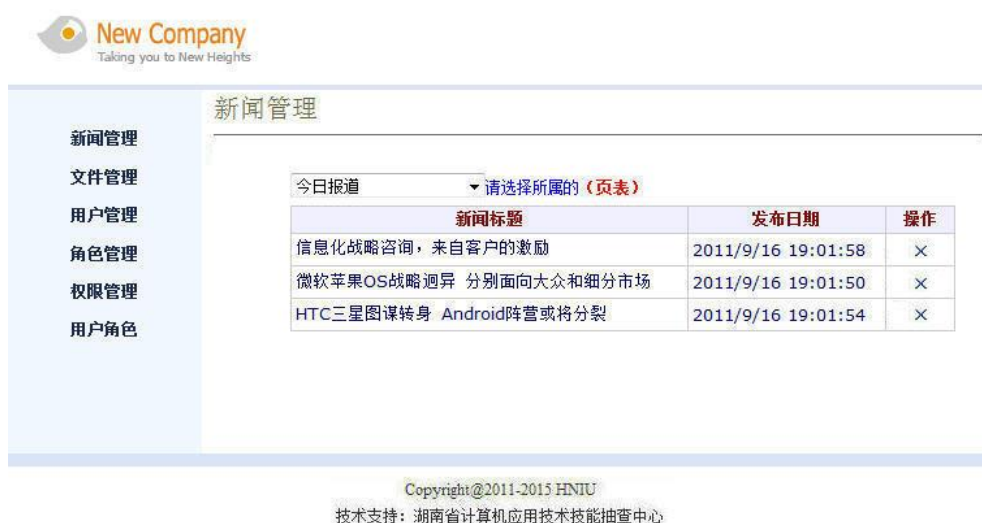 New Company
Taking you to New Heights
新闻管理
新闻管理
文件管理
用户管理
角色管理
权限管理
用户角色
今日报道 请选择所属的（页表）
新闻标题 发布日期 操作
信息化战略咨询，来自客户的激励 2011/9/16 19:01:58 ×
微软苹果OS战略迥异 分别面向大众和细分市场 2011/9/16 19:01:50 ×
HTC三星图谋转身 Android阵营或将分裂 2011/9/16 19:01:54 ×
Copyright@2011-2015 HNIU
技术支持：湖南省计算机应用技术技能抽查中心